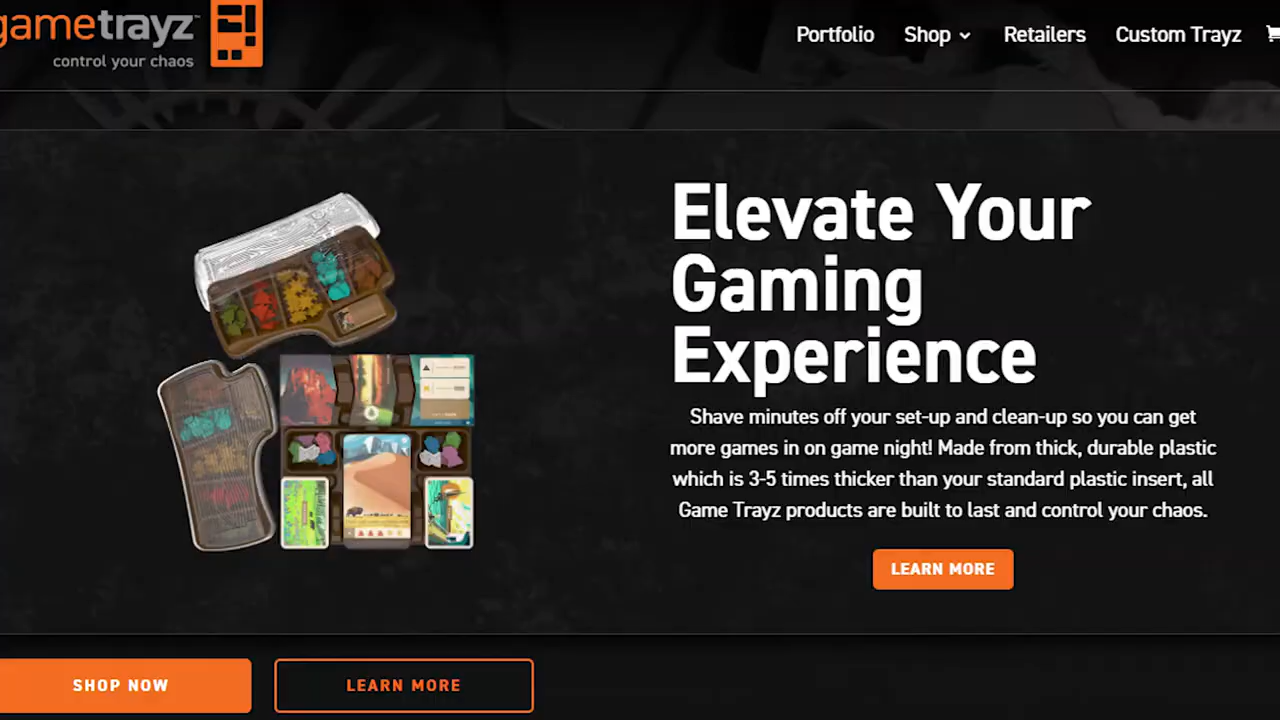 gametrayz
control your chaos
Portfolio
Shop
Retailers
Custom Trayz
Elevate Your
Gaming
Experience
Shave minutes off your set-up and clean-up so you can get
more games in on game night! Made from thick, durable plastic
which is 3-5 times thicker than your standard plastic insert, all
Game Trayz products are built to last and control your chaos.
LEARN MORE
SHOP NOW
LEARN MORE